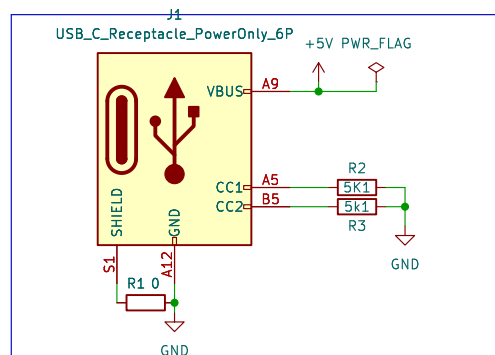 J1
USB_C_Receptacle_PowerOnly_6P
+5V PWR_FLAG
VBUS A9
CC1 A5 R2 5K1
CC2 B5 5k1
R3
SHIELD
GND
GND
S1
A12
R1 0
GND